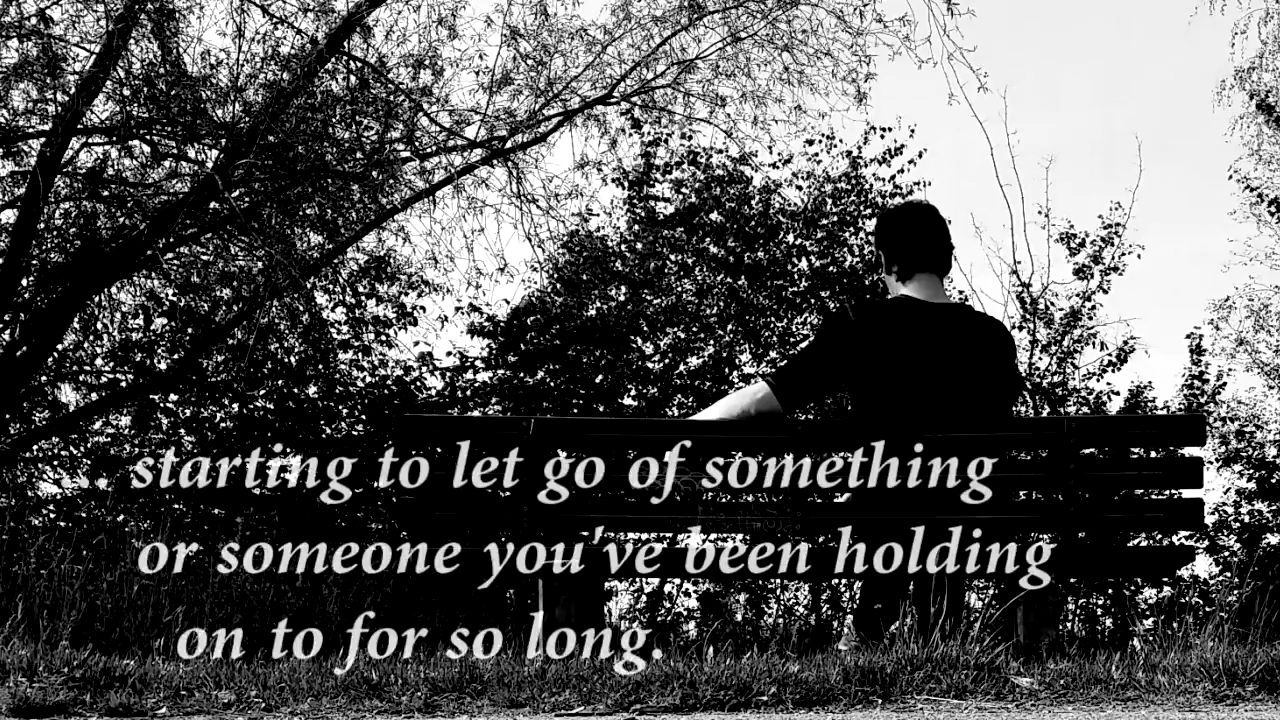 starting to let go of something
or someone you've been holding
on to for so long.